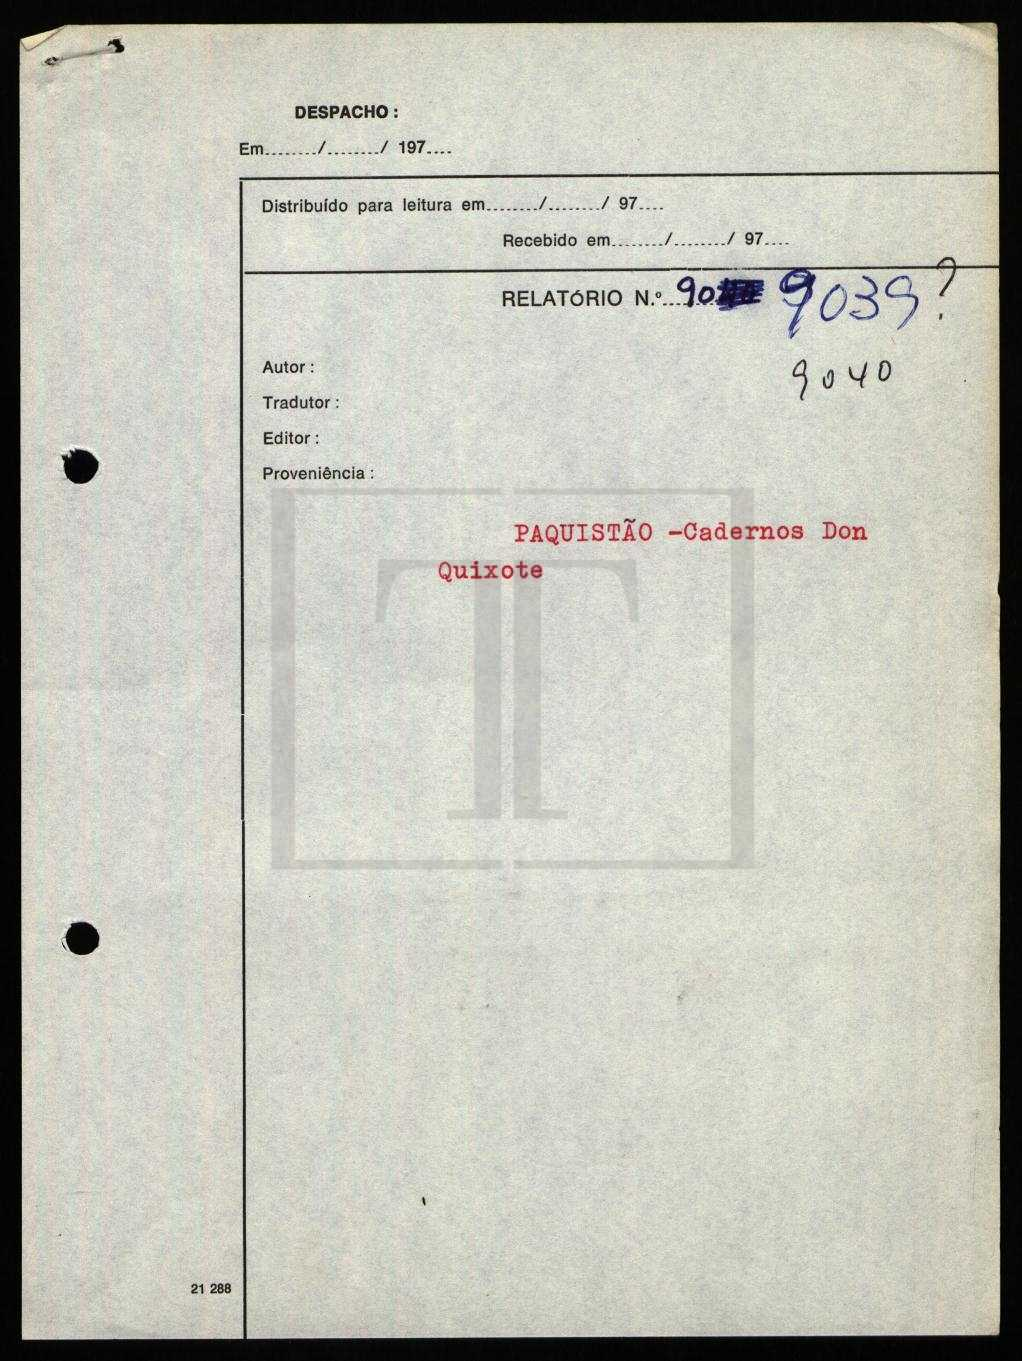 DESPACHO :
Em......../......../ 197....
Distribuído para leitura em......../......../ 97....
Recebido em......../......../ 97....
RELATÓRIO N.º 90 9039?
9040
Autor :
Tradutor :
Editor :
Proveniência :
PAQUISTÃO -Cadernos Don
Quixote
21 288